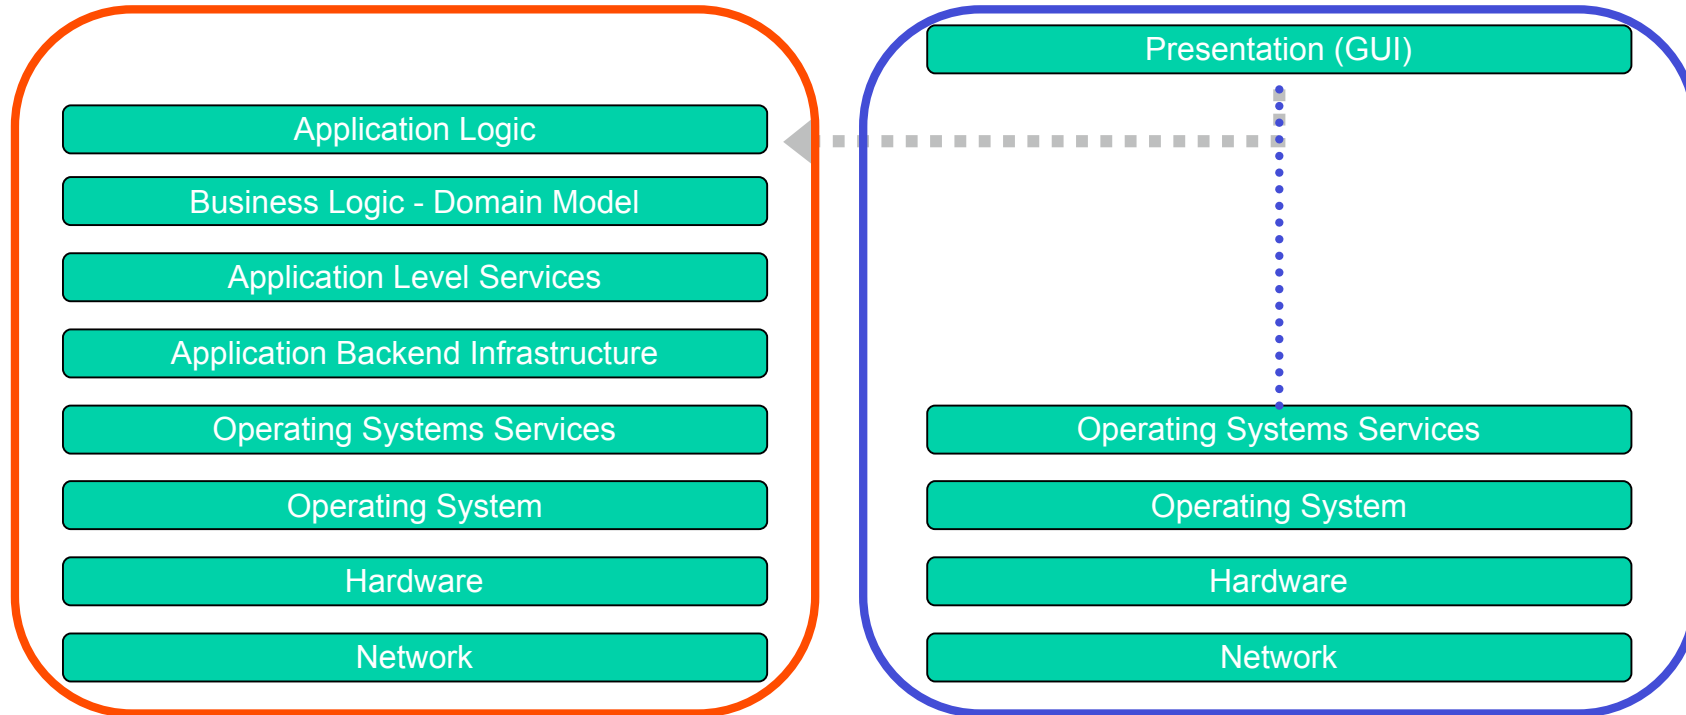 Presentation (GUI)
Application Logic
Business Logic - Domain Model
Application Level Services
Application Backend Infrastructure
Operating Systems Services
Operating System
Hardware
Network
Operating Systems Services
Operating System
Hardware
Network